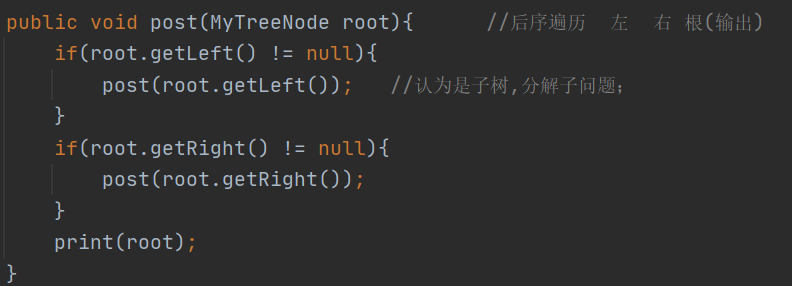 public void post(MyTreeNode root){      //后序遍历  左  右 根(输出)
    if(root.getLeft() != null){
        post(root.getLeft());   //认为是子树,分解子问题;
    }
    if(root.getRight() != null){
        post(root.getRight());
    }
    print(root);
}